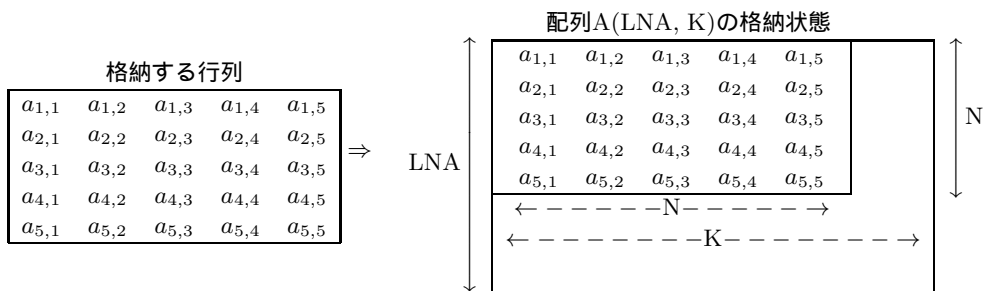 格納する行列
a1,1 a1,2 a1,3 a1,4 a1,5
a2,1 a2,2 a2,3 a2,4 a2,5
a3,1 a3,2 a3,3 a3,4 a3,5
a4,1 a4,2 a4,3 a4,4 a4,5
a5,1 a5,2 a5,3 a5,4 a5,5
⇒
配列A(LNA, K)の格納状態
LNA
a1,1 a1,2 a1,3 a1,4 a1,5
a2,1 a2,2 a2,3 a2,4 a2,5
a3,1 a3,2 a3,3 a3,4 a3,5
a4,1 a4,2 a4,3 a4,4 a4,5
a5,1 a5,2 a5,3 a5,4 a5,5
N
N
K